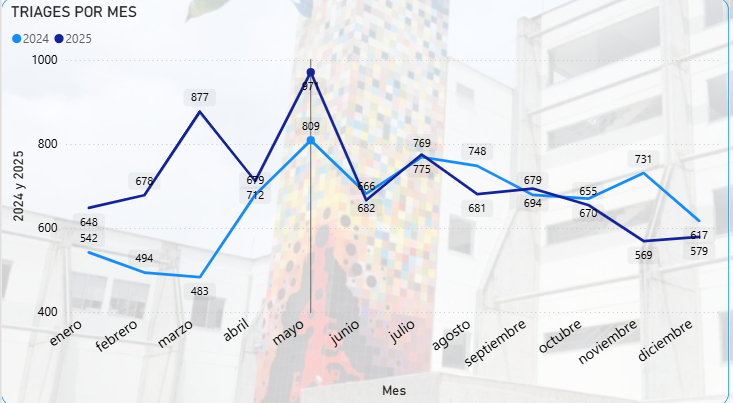 TRIAGES POR MES
2024 2025
1000
800
600
400
2024 y 2025
648
542
678
494
877
483
679
712
971
809
666
682
769
775
748
681
679
694
655
670
731
569
617
579
enero
febrero
marzo
abril
mayo
junio
julio
agosto
septiembre
octubre
noviembre
diciembre
Mes